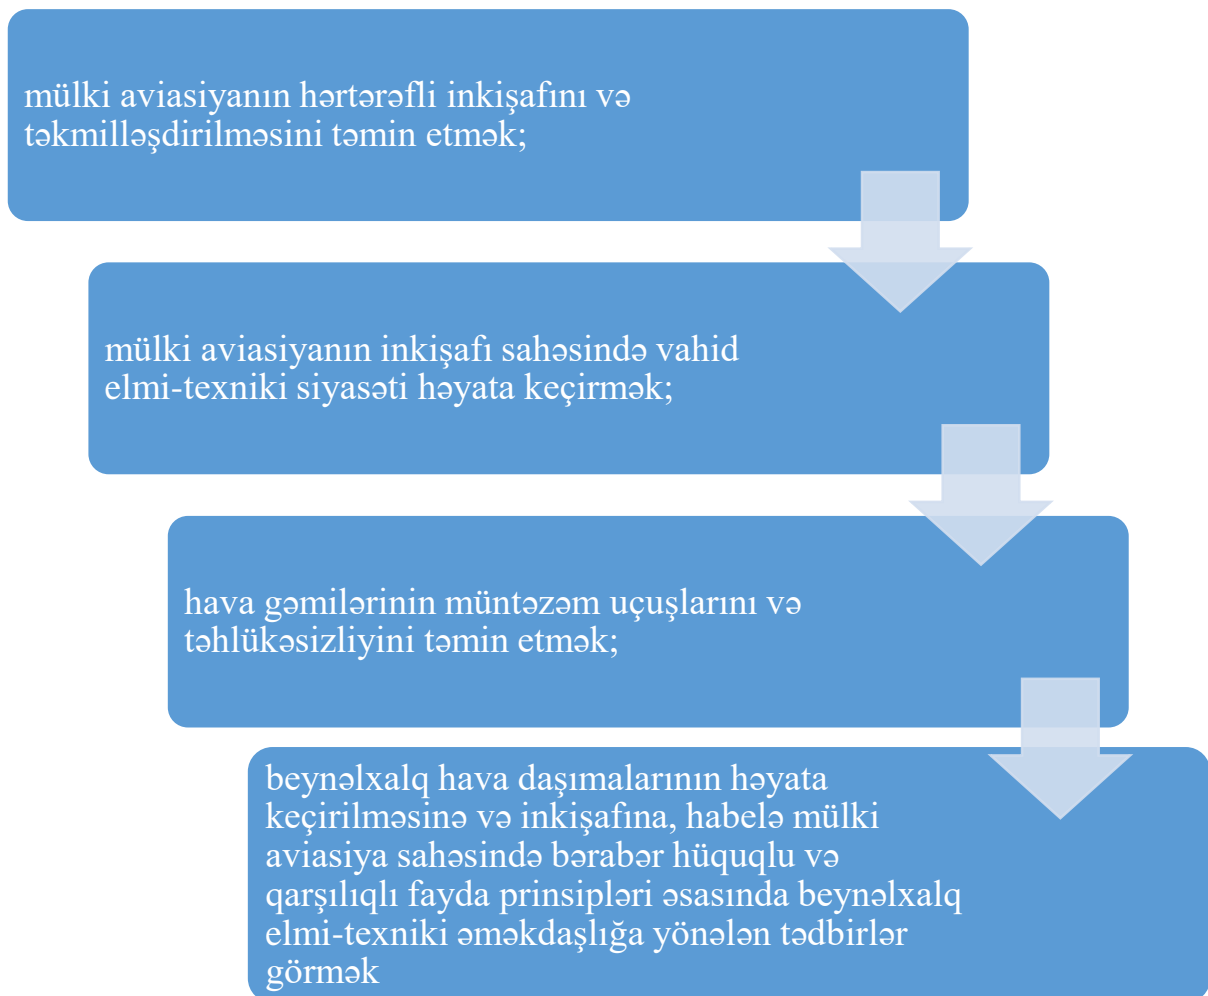 mülki aviasiyanın hərtərəfli inkişafını və
təkmilləşdirilməsini təmin etmək;
mülki aviasiyanın inkişafı sahəsində vahid
elmi-texniki siyasəti həyata keçirmək;
hava gəmilərinin müntəzəm uçuşlarını və
təhlükəsizliyini təmin etmək;
beynəlxalq hava daşımalarının həyata
keçirilməsinə və inkişafına, habelə mülki
aviasiya sahəsində bərabər hüquqlu və
qarşılıqlı fayda prinsipləri əsasında beynəlxalq
elmi-texniki əməkdaşlığa yönələn tədbirlər
görmək